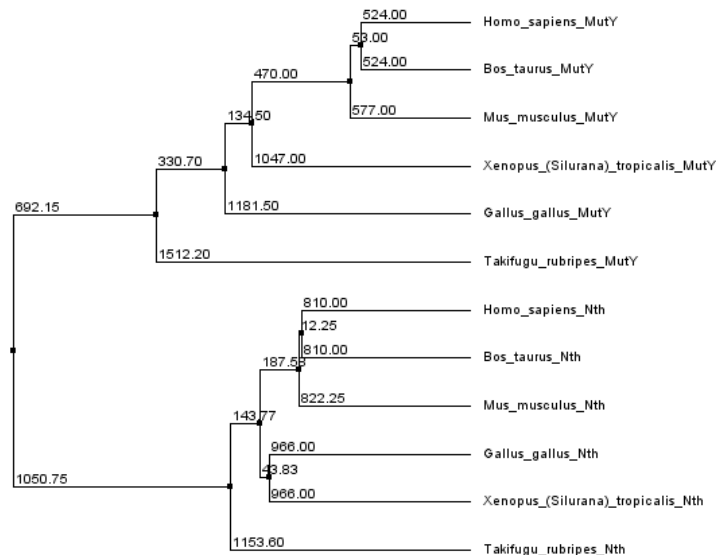 524.00
Homo_sapiens_MutY
53.00
524.00
Bos_taurus_MutY
470.00
577.00
Mus_musculus_MutY
134.50
1047.00
Xenopus_(Silurana)_tropicalis_MutY
330.70
1181.50
Gallus_gallus_MutY
692.15
1512.20
Takifugu_rubripes_MutY
810.00
Homo_sapiens_Nth
12.25
810.00
Bos_taurus_Nth
187.58
822.25
Mus_musculus_Nth
143.77
966.00
Gallus_gallus_Nth
43.83
966.00
Xenopus_(Silurana)_tropicalis_Nth
1050.75
1153.60
Takifugu_rubripes_Nth